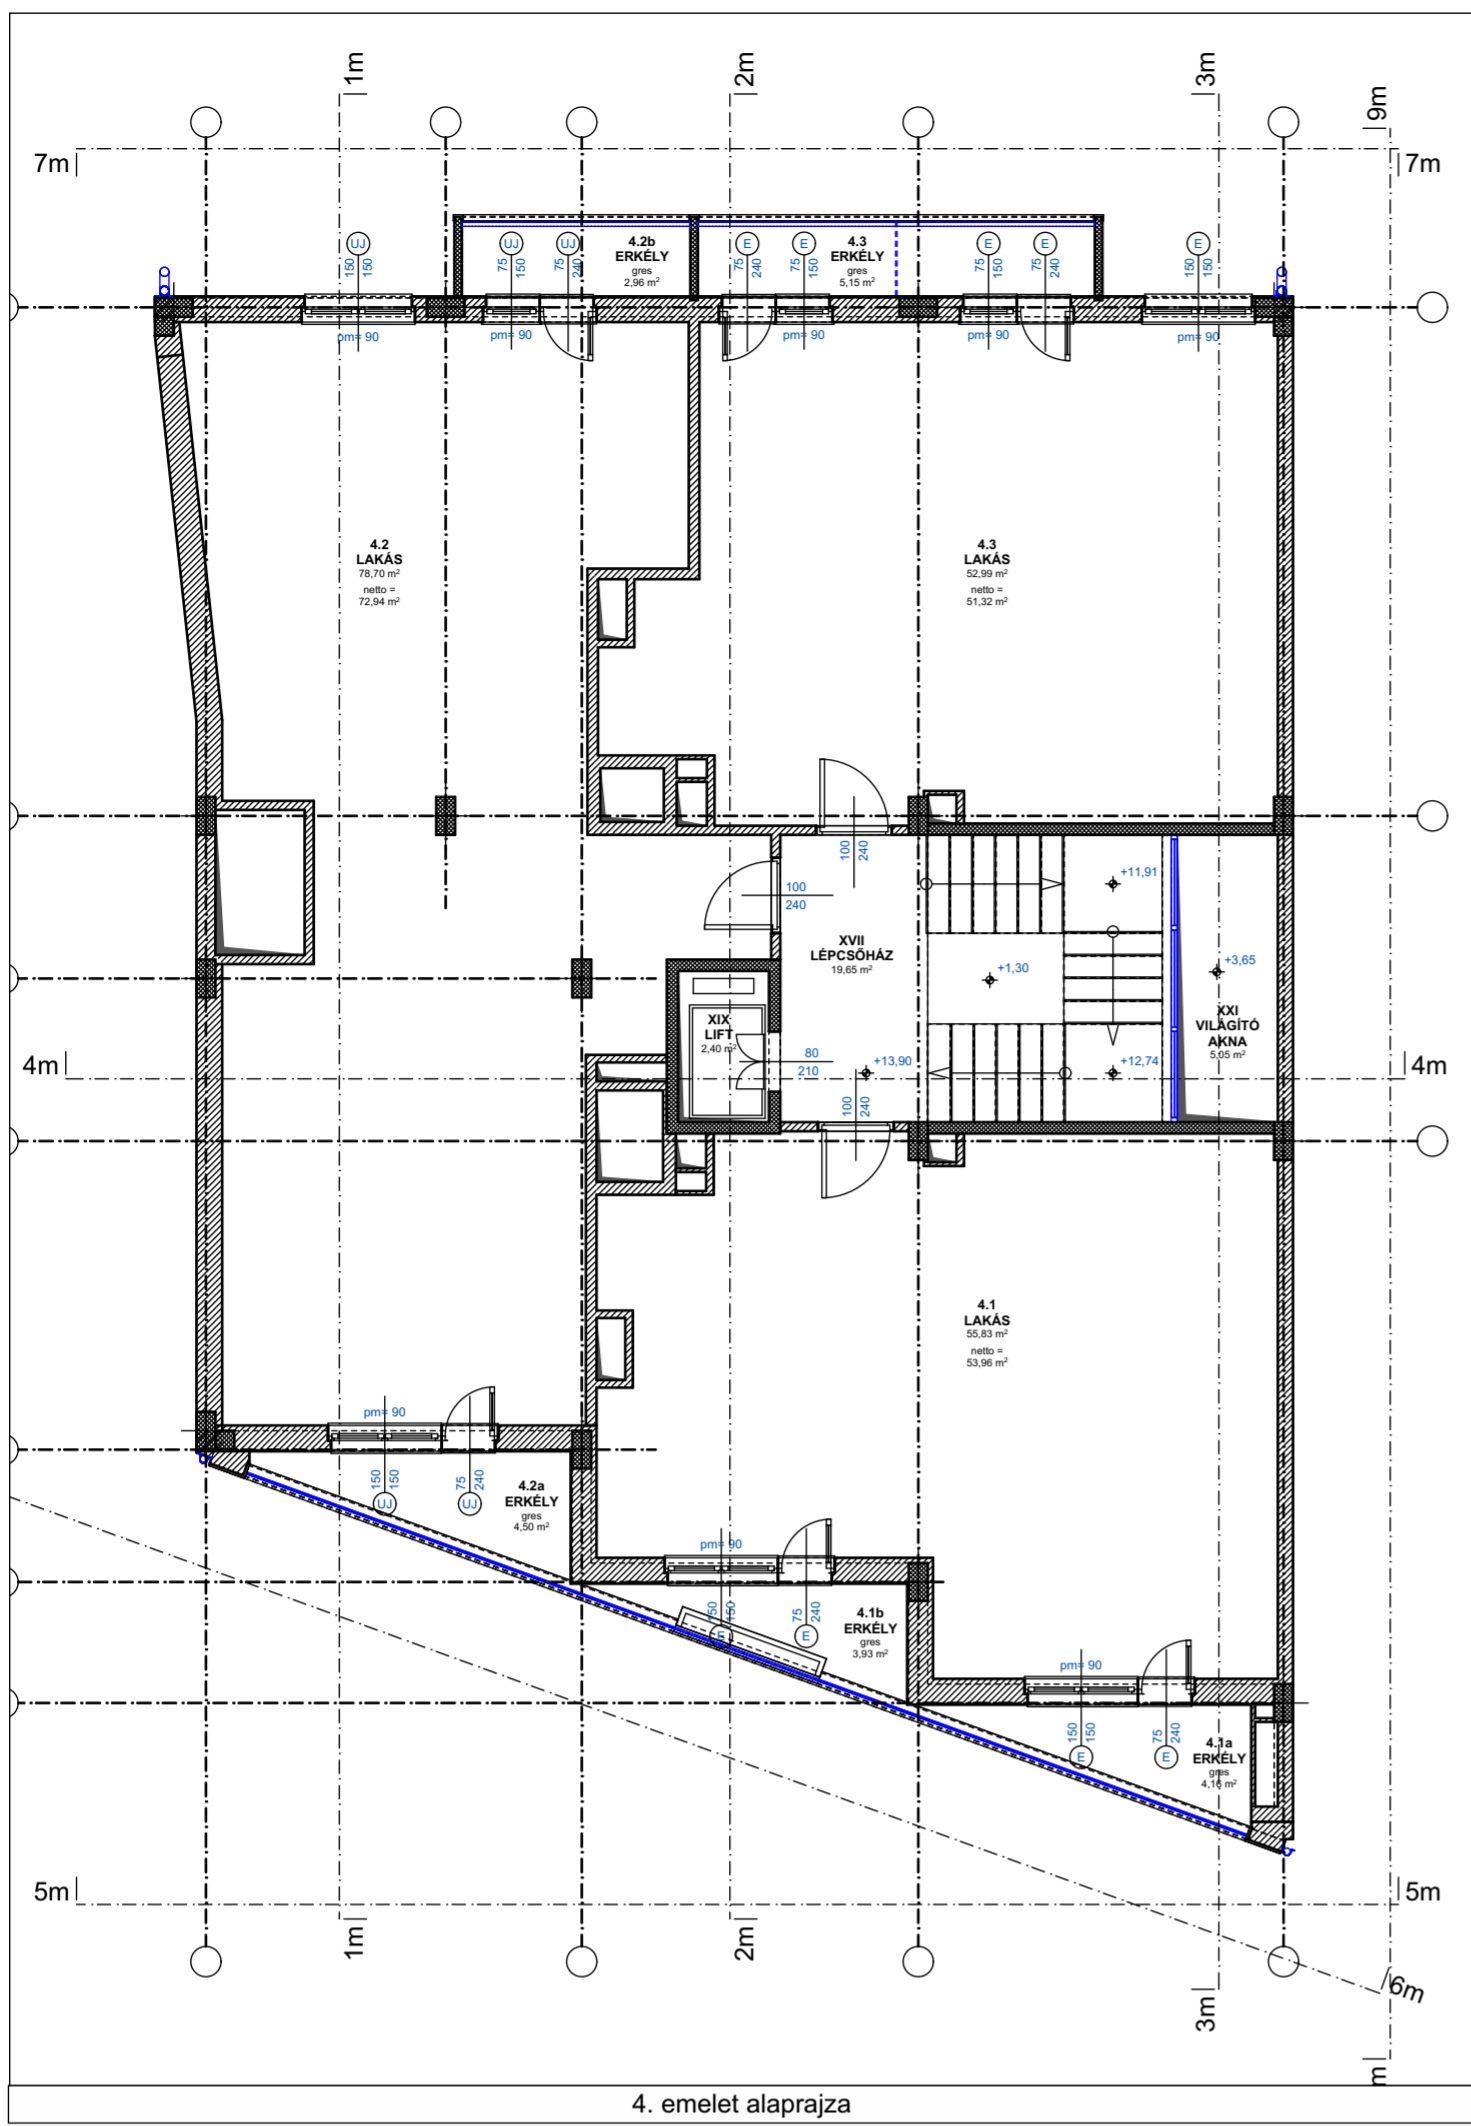 1m
2m
3m
9m
7m
7m
UJ
150
150
UJ
75
150
UJ
75
240
4.2b
ERKÉLY
gres
2,96 m²
E
75
240
E
75
150
4.3
ERKÉLY
gres
5,15 m²
E
75
150
E
75
240
E
150
150
pm= 90
pm= 90
pm= 90
pm= 90
pm= 90
4.2
LAKÁS
78,70 m²
netto =
72,94 m²
4.3
LAKÁS
52,99 m²
netto =
51,32 m²
100
240
100
240
+11,91
XVII
LÉPCSŐHÁZ
19,65 m²
+1,30
+3,65
XIX
LIFT
2,40 m²
XXI
VILÁGÍTÓ
AKNA
5,05 m²
80
210
+13,90
+12,74
4m
4m
100
240
4.1
LAKÁS
55,83 m²
netto =
53,96 m²
pm= 90
150
150
UJ
75
240
UJ
4.2a
ERKÉLY
gres
4,50 m²
pm= 90
150
150
E
75
240
E
4.1b
ERKÉLY
gres
3,93 m²
pm= 90
150
150
E
75
240
E
4.1a
ERKÉLY
gres
4,16 m²
5m
5m
1m
2m
3m
6m
m
4. emelet alaprajza